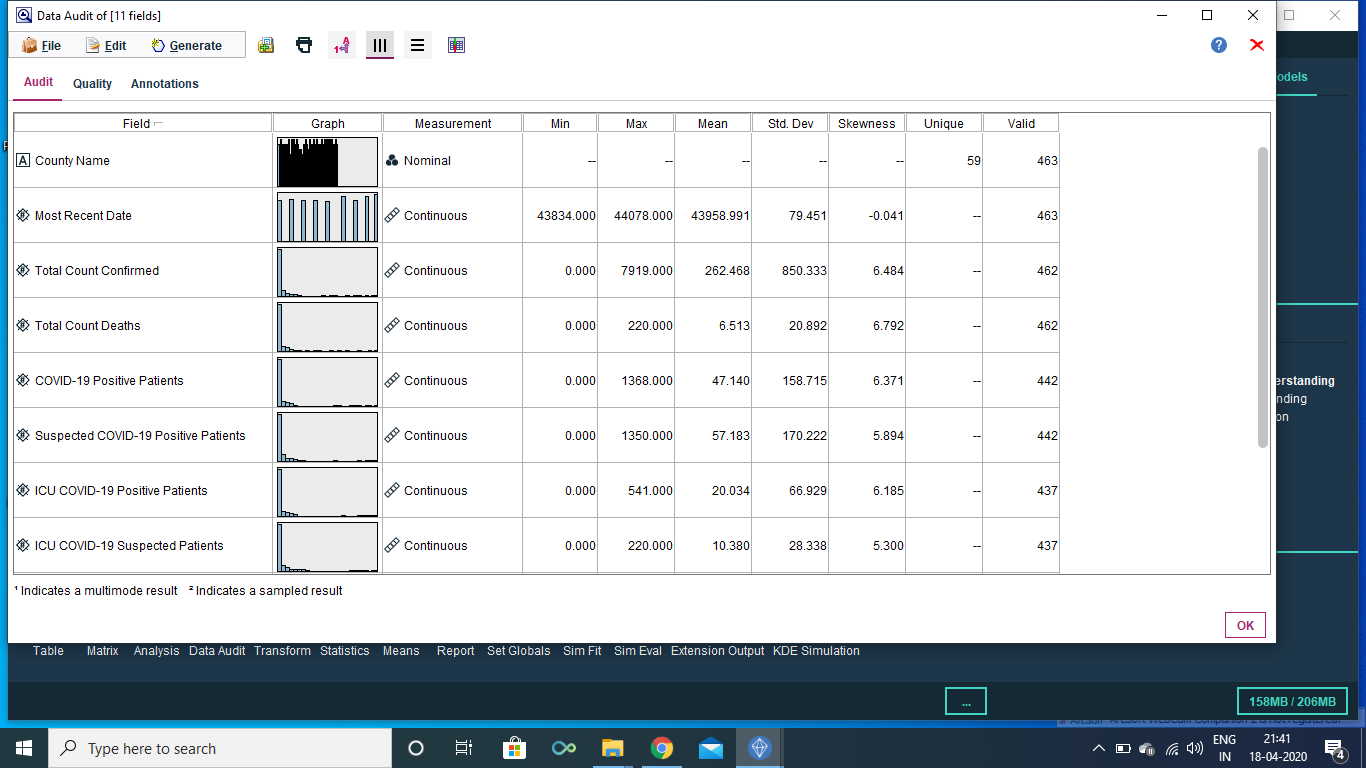 Data Audit of [11 fields]
File Edit Generate
odels
Audit Quality Annotations
Field Graph Measurement Min Max Mean Std. Dev Skewness Unique Valid
County Name Nominal -- -- -- -- -- 59 463
Most Recent Date Continuous 43834.000 44078.000 43958.991 79.451 -0.041 -- 463
Total Count Confirmed Continuous 0.000 7919.000 262.468 850.333 6.484 -- 462
Total Count Deaths Continuous 0.000 220.000 6.513 20.892 6.792 -- 462
COVID-19 Positive Patients Continuous 0.000 1368.000 47.140 158.715 6.371 -- 442
erstanding
nding
on
Suspected COVID-19 Positive Patients Continuous 0.000 1350.000 57.183 170.222 5.894 -- 442
ICU COVID-19 Positive Patients Continuous 0.000 541.000 20.034 66.929 6.185 -- 437
ICU COVID-19 Suspected Patients Continuous 0.000 220.000 10.380 28.338 5.300 -- 437
¹ Indicates a multimode result ² Indicates a sampled result
OK
Table Matrix Analysis Data Audit Transform Statistics Means Report Set Globals Sim Fit Sim Eval Extension Output KDE Simulation
... 158MB / 206MB
Type here to search
ENG 21:41
IN 18-04-2020 4